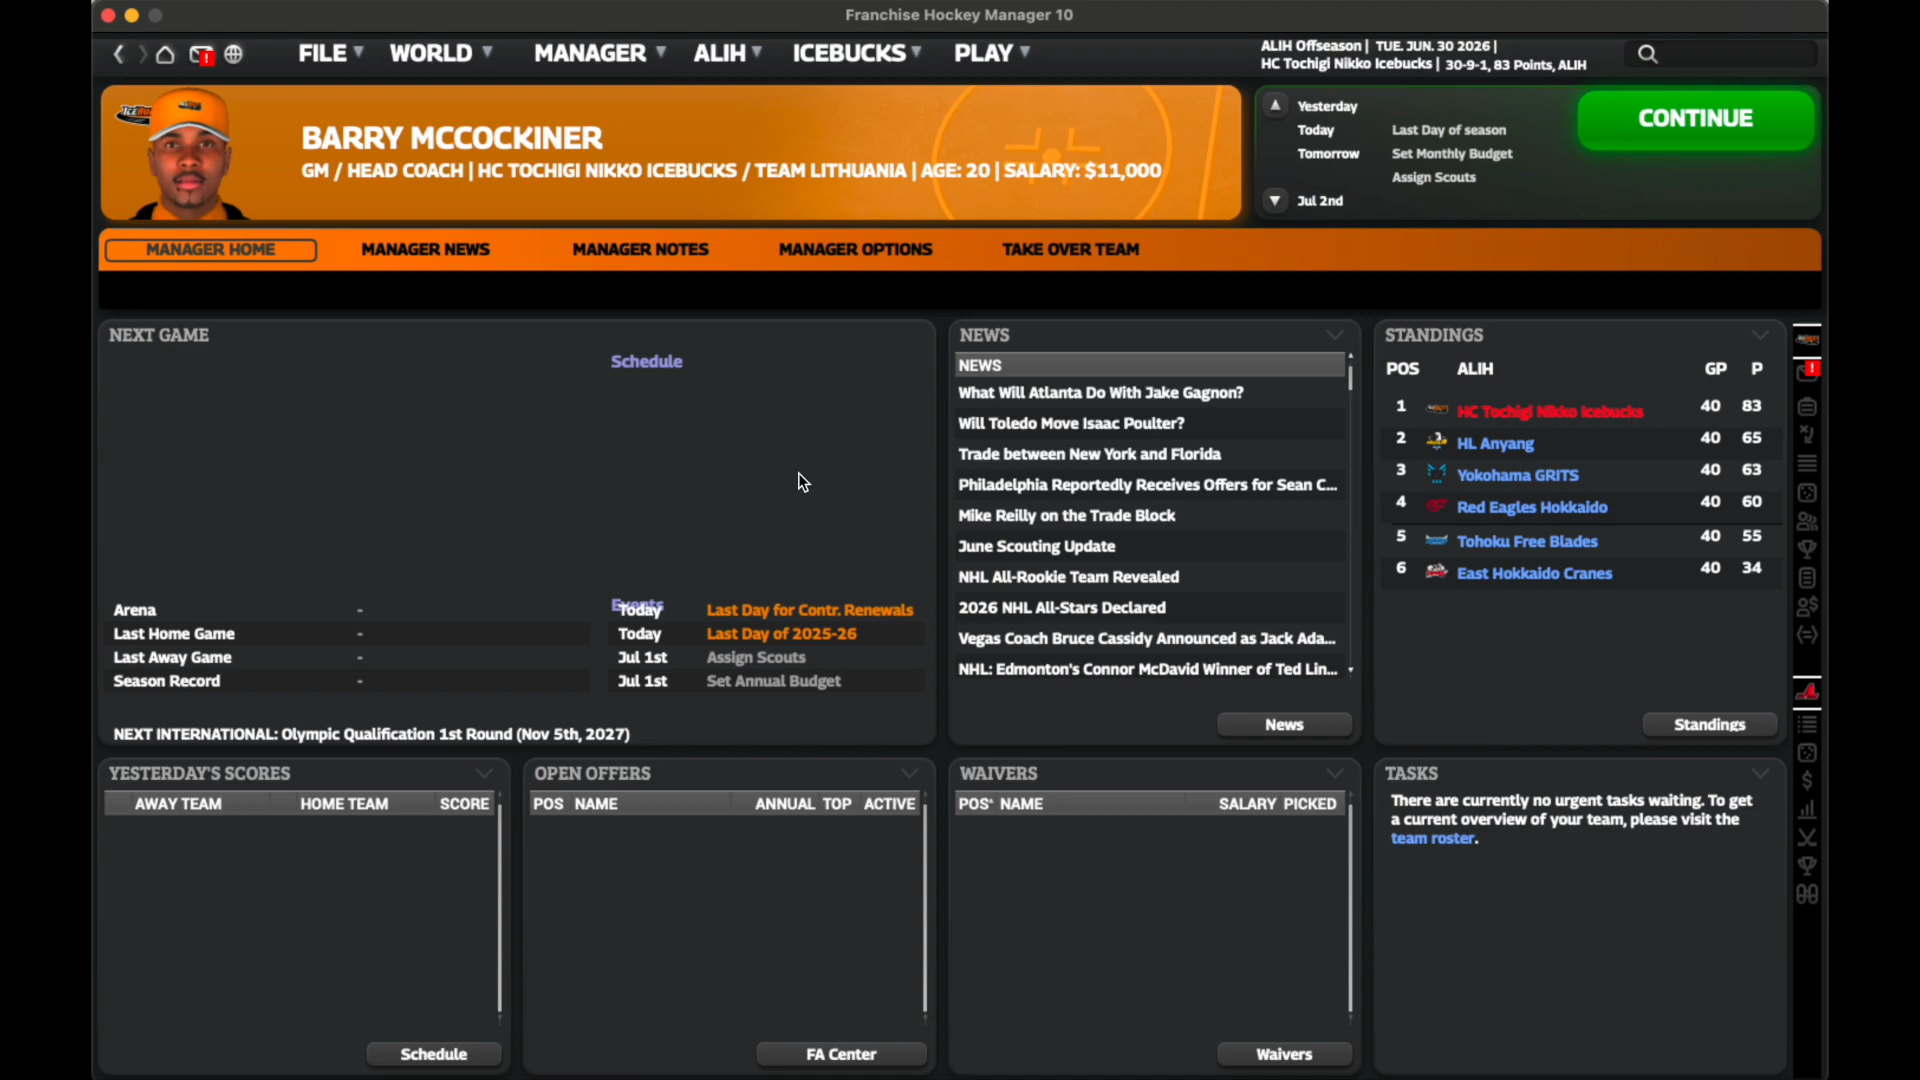 Franchise Hockey Manager 10
FILE WORLD MANAGER ALIH ICEBUCKS PLAY
ALIH Offseason | TUE. JUN. 30 2026 |
HC Tochigi Nikko Icebucks | 30-9-1, 83 Points, ALIH
BARRY MCCOCKINER
GM / HEAD COACH | HC TOCHIGI NIKKO ICEBUCKS / TEAM LITHUANIA | AGE: 20 | SALARY: $11,000
Yesterday
Today Last Day of season
Tomorrow Set Monthly Budget
Assign Scouts
Jul 2nd
CONTINUE
MANAGER HOME MANAGER NEWS MANAGER NOTES MANAGER OPTIONS TAKE OVER TEAM
NEXT GAME
Schedule
Arena -
Last Home Game -
Last Away Game -
Season Record -
Events
Today Last Day for Contr. Renewals
Today Last Day of 2025-26
Jul 1st Assign Scouts
Jul 1st Set Annual Budget
NEXT INTERNATIONAL: Olympic Qualification 1st Round (Nov 5th, 2027)
NEWS
NEWS
What Will Atlanta Do With Jake Gagnon?
Will Toledo Move Isaac Poulter?
Trade between New York and Florida
Philadelphia Reportedly Receives Offers for Sean C...
Mike Reilly on the Trade Block
June Scouting Update
NHL All-Rookie Team Revealed
2026 NHL All-Stars Declared
Vegas Coach Bruce Cassidy Announced as Jack Ada...
NHL: Edmonton's Connor McDavid Winner of Ted Lin...
News
STANDINGS
POS ALIH GP P
1 HC Tochigi Nikko Icebucks 40 83
2 HL Anyang 40 65
3 Yokohama GRITS 40 63
4 Red Eagles Hokkaido 40 60
5 Tohoku Free Blades 40 55
6 East Hokkaido Cranes 40 34
Standings
YESTERDAY'S SCORES
AWAY TEAM HOME TEAM SCORE
Schedule
OPEN OFFERS
POS NAME ANNUAL TOP ACTIVE
FA Center
WAIVERS
POS NAME SALARY PICKED
Waivers
TASKS
There are currently no urgent tasks waiting. To get
a current overview of your team, please visit the
team roster.